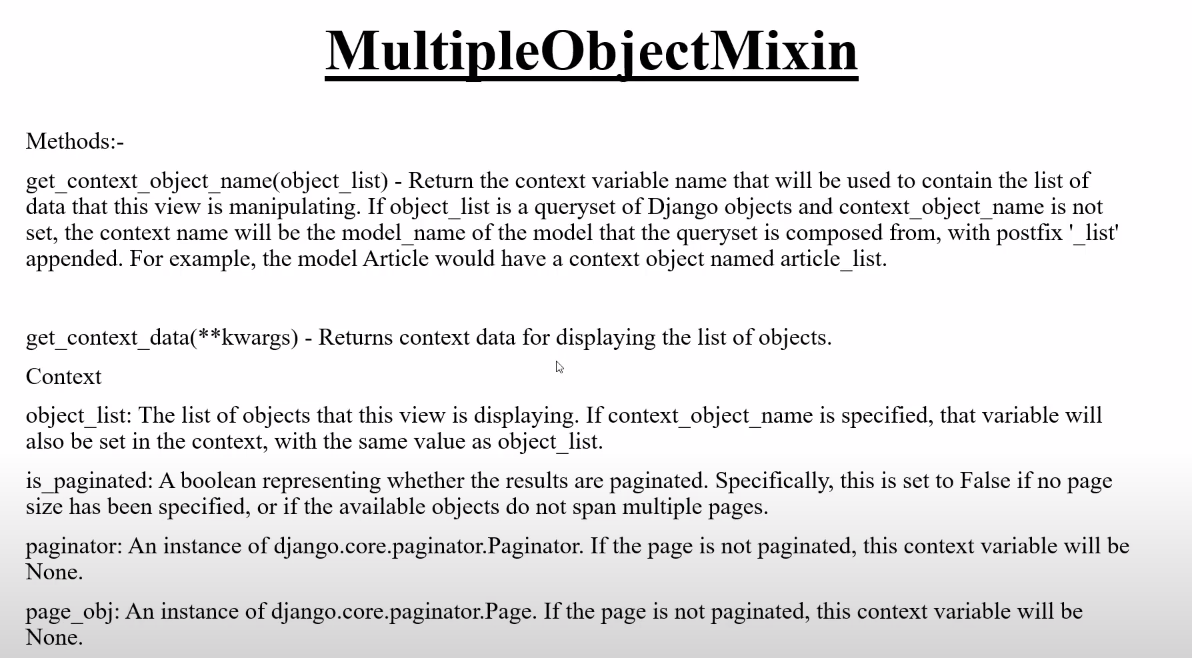 MultipleObjectMixin
Methods:-
get_context_object_name(object_list) - Return the context variable name that will be used to contain the list of
data that this view is manipulating. If object_list is a queryset of Django objects and context_object_name is not
set, the context name will be the model_name of the model that the queryset is composed from, with postfix '_list'
appended. For example, the model Article would have a context object named article_list.
get_context_data(**kwargs) - Returns context data for displaying the list of objects.
Context
object_list: The list of objects that this view is displaying. If context_object_name is specified, that variable will
also be set in the context, with the same value as object_list.
is_paginated: A boolean representing whether the results are paginated. Specifically, this is set to False if no page
size has been specified, or if the available objects do not span multiple pages.
paginator: An instance of django.core.paginator.Paginator. If the page is not paginated, this context variable will be
None.
page_obj: An instance of django.core.paginator.Page. If the page is not paginated, this context variable will be
None.